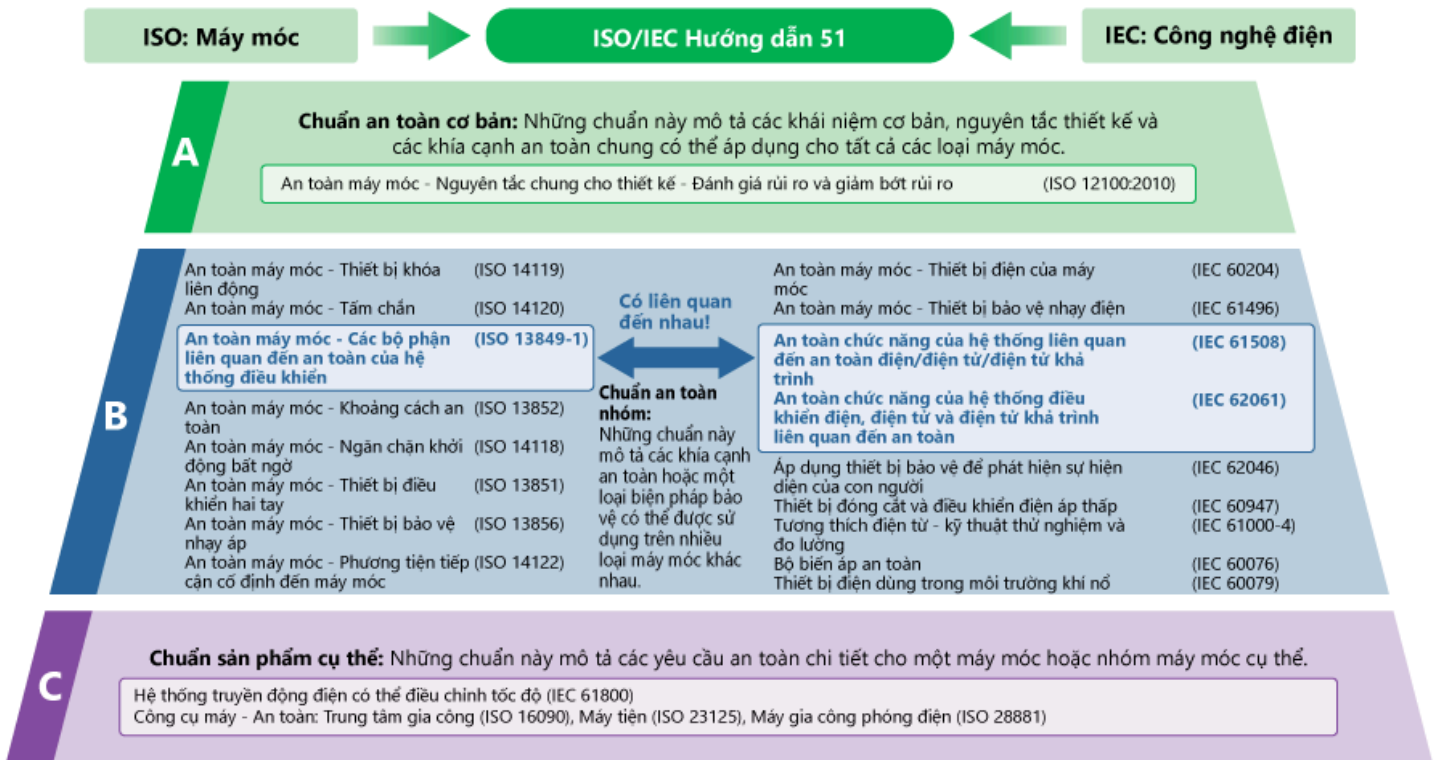 ISO: Máy móc
ISO/IEC Hướng dẫn 51
IEC: Công nghệ điện
A
Chuẩn an toàn cơ bản: Những chuẩn này mô tả các khái niệm cơ bản, nguyên tắc thiết kế và
các khía cạnh an toàn chung có thể áp dụng cho tất cả các loại máy móc.
An toàn máy móc - Nguyên tắc chung cho thiết kế - Đánh giá rủi ro và giảm bớt rủi ro (ISO 12100:2010)
B
An toàn máy móc - Thiết bị khóa (ISO 14119)
liên động
An toàn máy móc - Tấm chắn (ISO 14120)
An toàn máy móc - Các bộ phận (ISO 13849-1)
liên quan đến an toàn của hệ
thống điều khiển
An toàn máy móc - Khoảng cách an (ISO 13852)
toàn
An toàn máy móc - Ngăn chặn khởi (ISO 14118)
động bất ngờ
An toàn máy móc - Thiết bị điều (ISO 13851)
khiển hai tay
An toàn máy móc - Thiết bị bảo vệ (ISO 13856)
nhạy áp
An toàn máy móc - Phương tiện tiếp (ISO 14122)
cận cố định đến máy móc
Có liên quan
đến nhau!
Chuẩn an toàn
nhóm:
Những chuẩn này
mô tả các khía cạnh
an toàn hoặc một
loại biện pháp bảo
vệ có thể được sử
dụng trên nhiều
loại máy móc khác
nhau.
An toàn máy móc - Thiết bị điện của máy (IEC 60204)
móc
An toàn máy móc - Thiết bị bảo vệ nhạy điện (IEC 61496)
An toàn chức năng của hệ thống liên quan (IEC 61508)
đến an toàn điện/điện tử/điện tử khả
trình
An toàn chức năng của hệ thống điều (IEC 62061)
khiển điện, điện tử và điện tử khả trình
liên quan đến an toàn
Áp dụng thiết bị bảo vệ để phát hiện sự hiện (IEC 62046)
diện của con người
Thiết bị đóng cắt và điều khiển điện áp thấp (IEC 60947)
Tương thích điện từ - kỹ thuật thử nghiệm và (IEC 61000-4)
đo lường
Bộ biến áp an toàn (IEC 60076)
Thiết bị điện dùng trong môi trường khí nổ (IEC 60079)
C
Chuẩn sản phẩm cụ thể: Những chuẩn này mô tả các yêu cầu an toàn chi tiết cho một máy móc hoặc nhóm máy móc cụ thể.
Hệ thống truyền động điện có thể điều chỉnh tốc độ (IEC 61800)
Công cụ máy - An toàn: Trung tâm gia công (ISO 16090), Máy tiện (ISO 23125), Máy gia công phóng điện (ISO 28881)